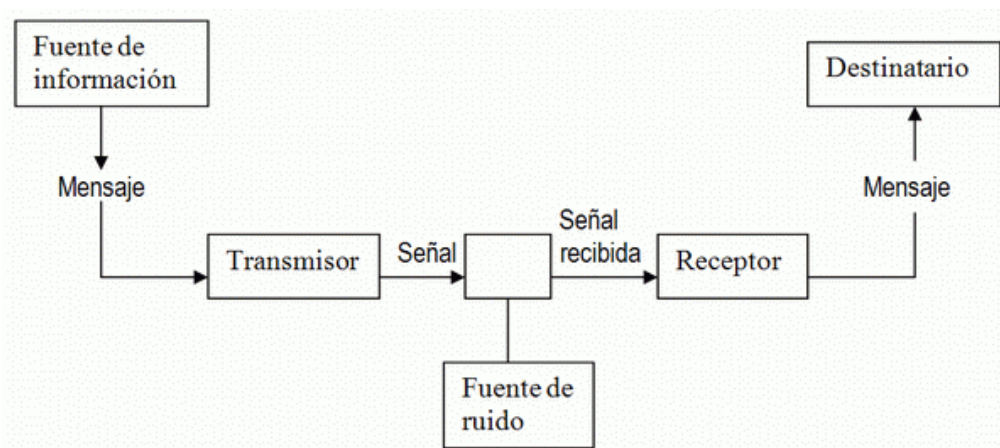 Fuente de
información
Destinatario
Mensaje
Mensaje
Señal
recibida
Transmisor
Señal
Receptor
Fuente de
ruido